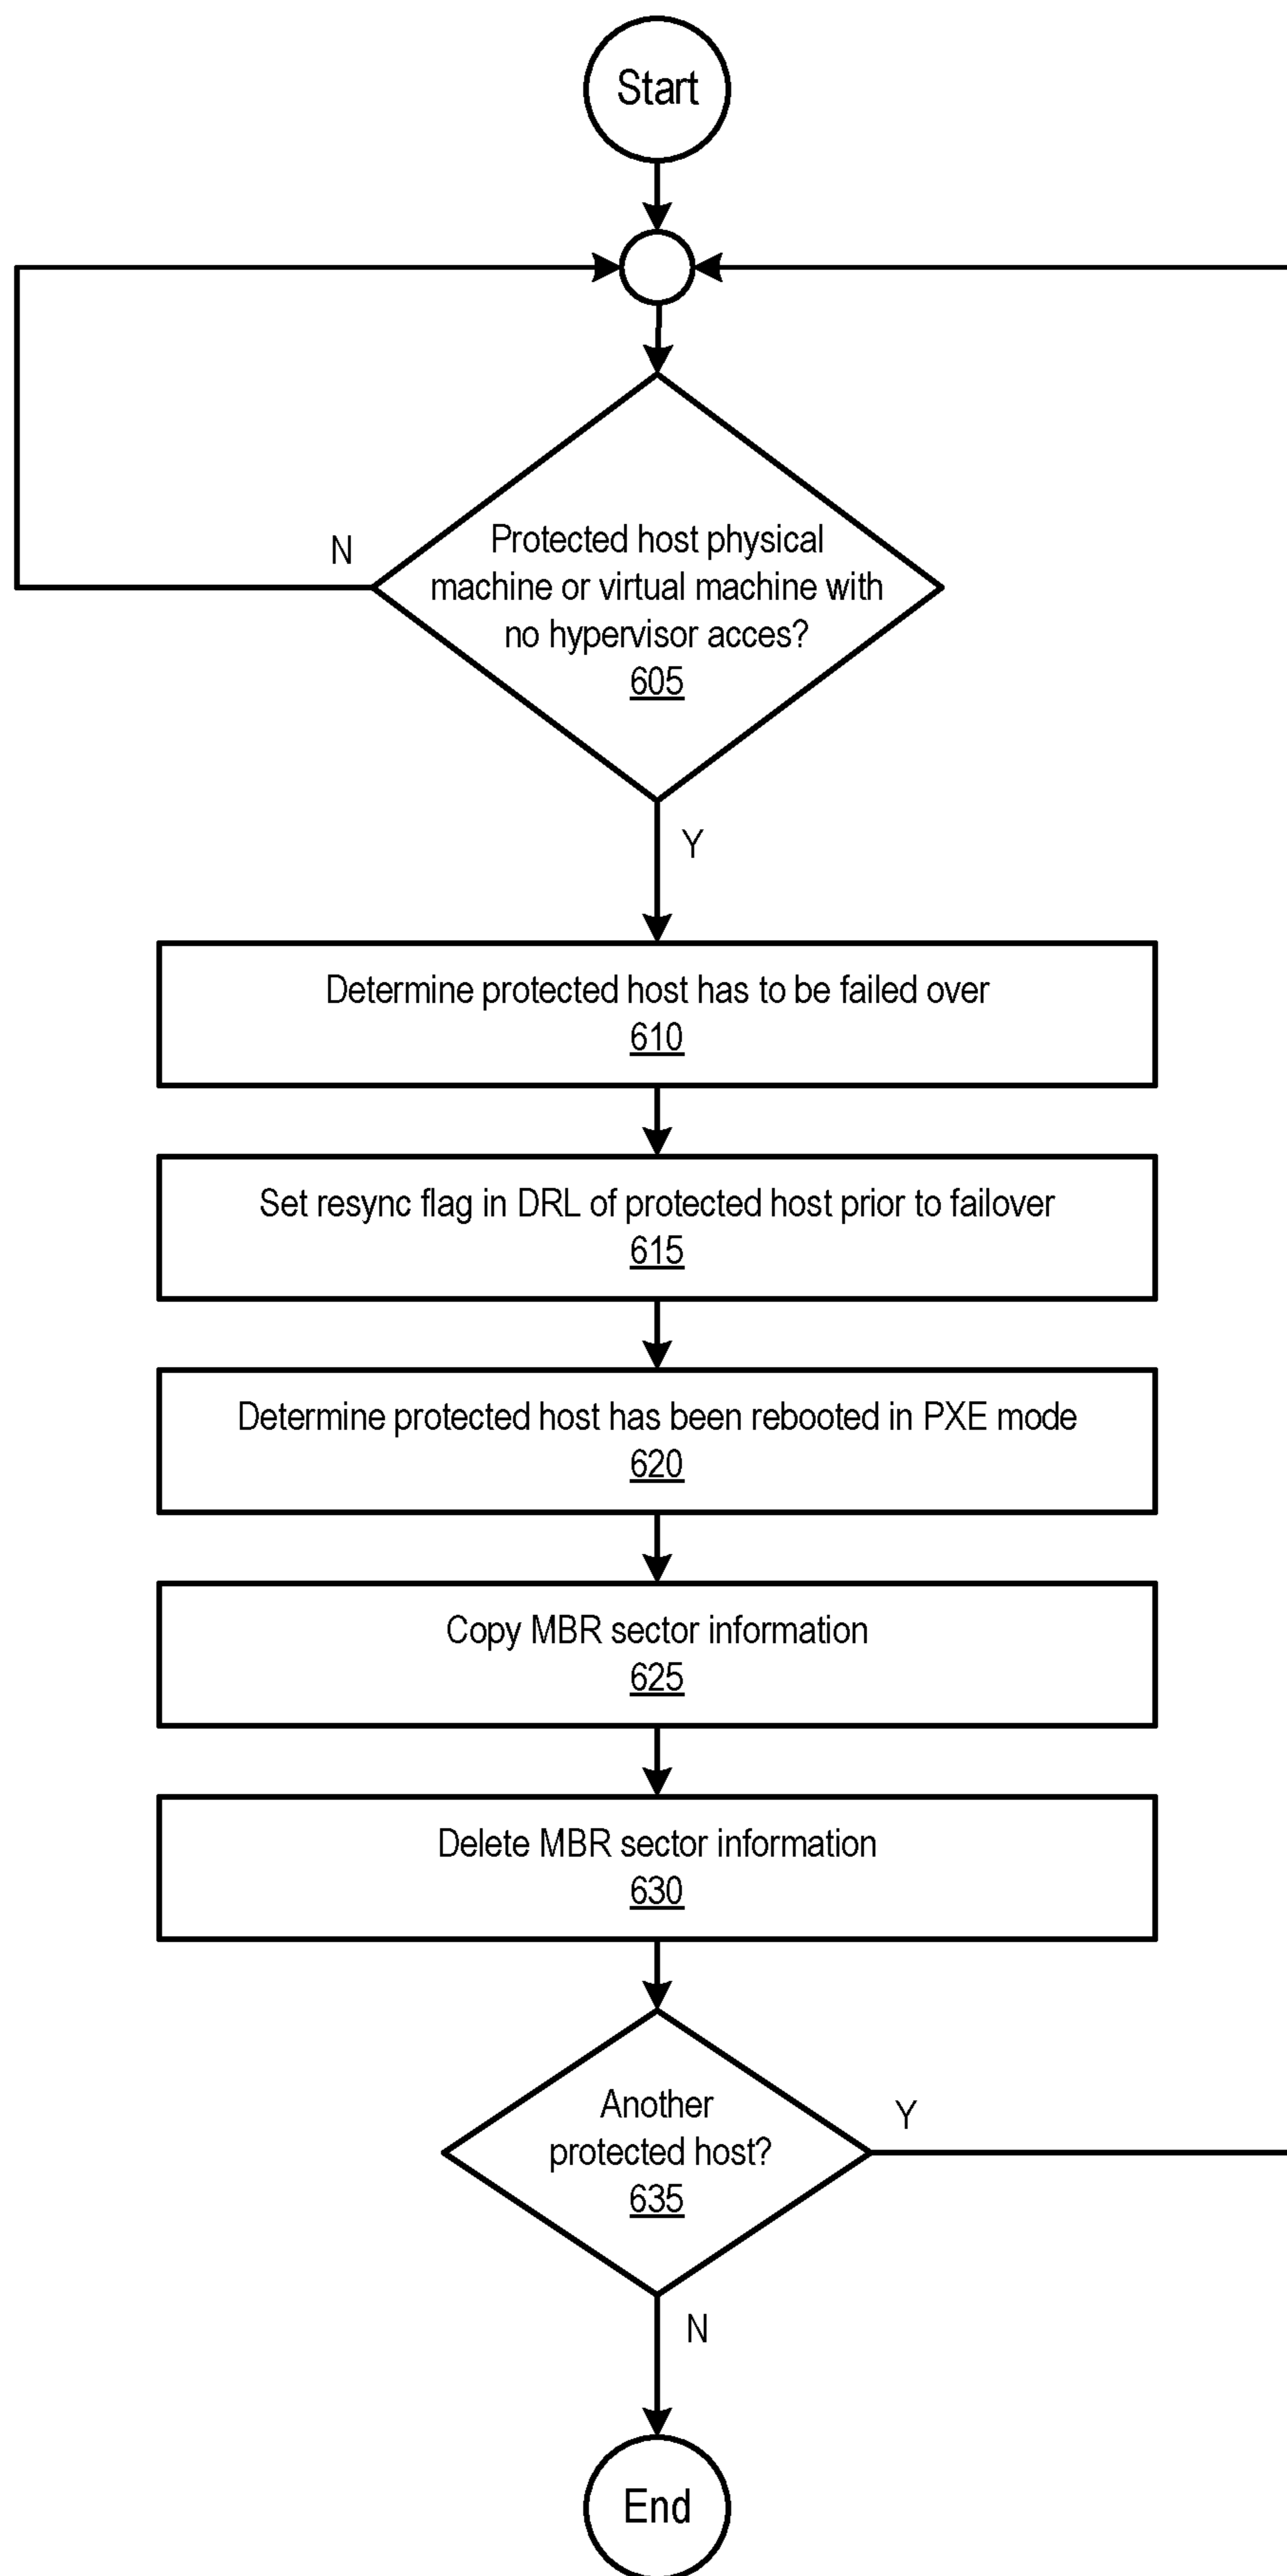 Start
Protected host physical
machine or virtual machine with
no hypervisor acces?
605
N
Y
Determine protected host has to be failed over
610
Set resync flag in DRL of protected host prior to failover
615
Determine protected host has been rebooted in PXE mode
620
Copy MBR sector information
625
Delete MBR sector information
630
Another
protected host?
635
Y
N
End